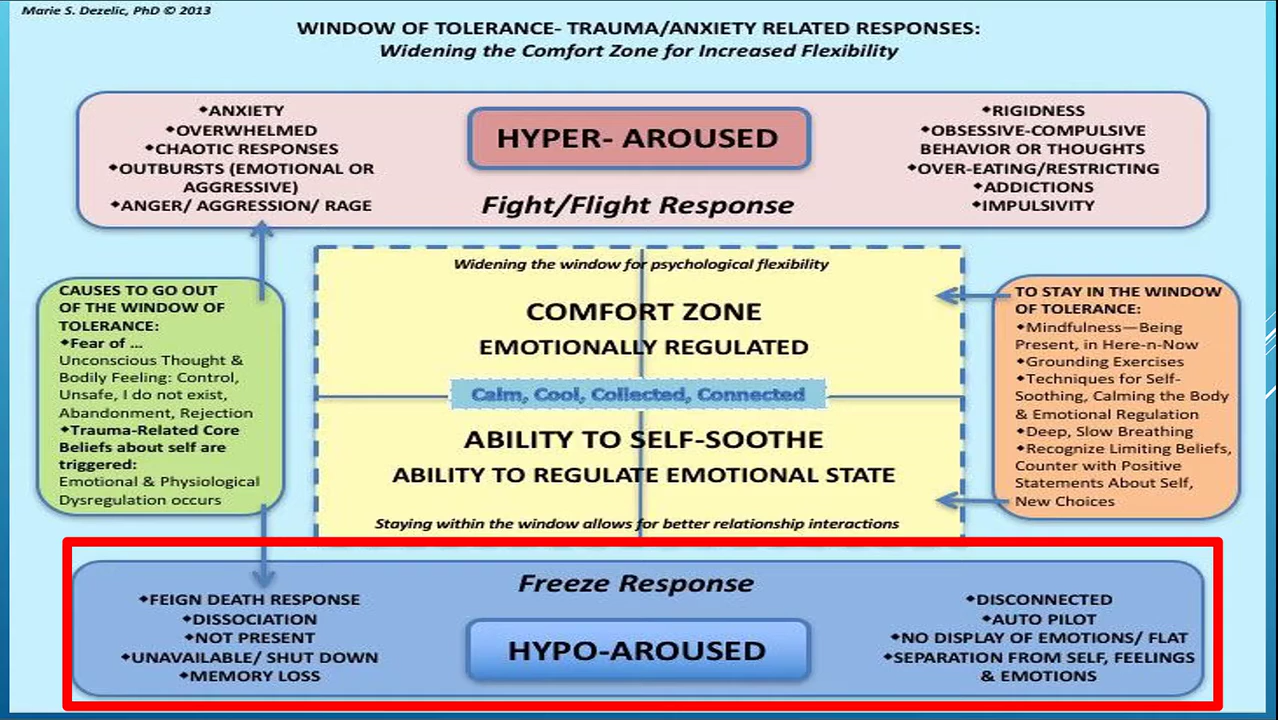 Marie S. Dezelic, PhD © 2013
WINDOW OF TOLERANCE- TRAUMA/ANXIETY RELATED RESPONSES:
Widening the Comfort Zone for Increased Flexibility
◆ANXIETY
◆OVERWHELMED
◆CHAOTIC RESPONSES
◆OUTBURSTS (EMOTIONAL OR
AGGRESSIVE)
◆ANGER/ AGGRESSION/ RAGE
HYPER- AROUSED
Fight/Flight Response
◆RIGIDNESS
◆OBSESSIVE-COMPULSIVE
BEHAVIOR OR THOUGHTS
◆OVER-EATING/RESTRICTING
◆ADDICTIONS
◆IMPULSIVITY
CAUSES TO GO OUT
OF THE WINDOW OF
TOLERANCE:
◆Fear of ...
Unconscious Thought &
Bodily Feeling: Control,
Unsafe, I do not exist,
Abandonment, Rejection
◆Trauma-Related Core
Beliefs about self are
triggered:
Emotional & Physiological
Dysregulation occurs
Widening the window for psychological flexibility
COMFORT ZONE
EMOTIONALLY REGULATED
Calm, Cool, Collected, Connected
ABILITY TO SELF-SOOTHE
ABILITY TO REGULATE EMOTIONAL STATE
Staying within the window allows for better relationship interactions
TO STAY IN THE WINDOW
OF TOLERANCE:
◆Mindfulness—Being
Present, in Here-n-Now
◆Grounding Exercises
◆Techniques for Self-
Soothing, Calming the Body
& Emotional Regulation
◆Deep, Slow Breathing
◆Recognize Limiting Beliefs,
Counter with Positive
Statements About Self,
New Choices
◆FEIGN DEATH RESPONSE
◆DISSOCIATION
◆NOT PRESENT
◆UNAVAILABLE/ SHUT DOWN
◆MEMORY LOSS
Freeze Response
HYPO-AROUSED
◆DISCONNECTED
◆AUTO PILOT
◆NO DISPLAY OF EMOTIONS/ FLAT
◆SEPARATION FROM SELF, FEELINGS
& EMOTIONS